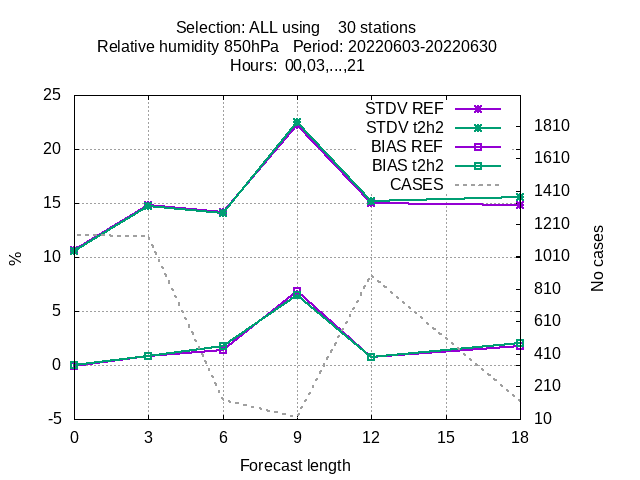 Selection: ALL using    30 stations
Relative humidity 850hPa   Period: 20220603-20220630
Hours:  00,03,...,21
STDV REF
STDV t2h2
BIAS REF
BIAS t2h2
CASES
25
20
15
10
5
0
-5
%
1810
1610
1410
1210
1010
810
610
410
210
10
No cases
0 3 6 9 12 15 18
Forecast length